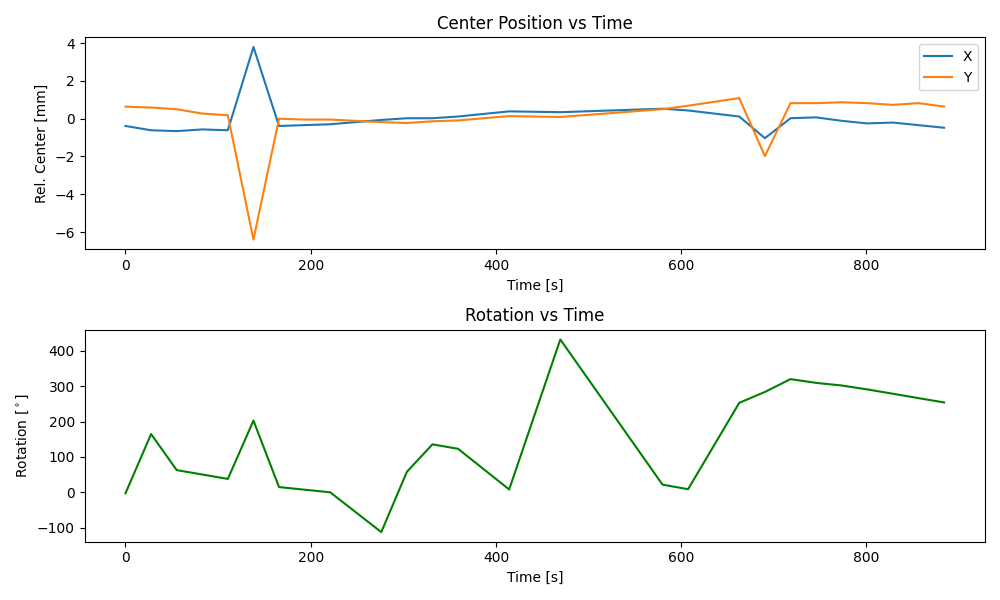 Center Position vs Time
4
2
0
−2
−4
−6
Rel. Center [mm]
X
Y
0 200 400 600 800
Time [s]
Rotation vs Time
400
300
200
100
0
−100
Rotation [°]
0 200 400 600 800
Time [s]